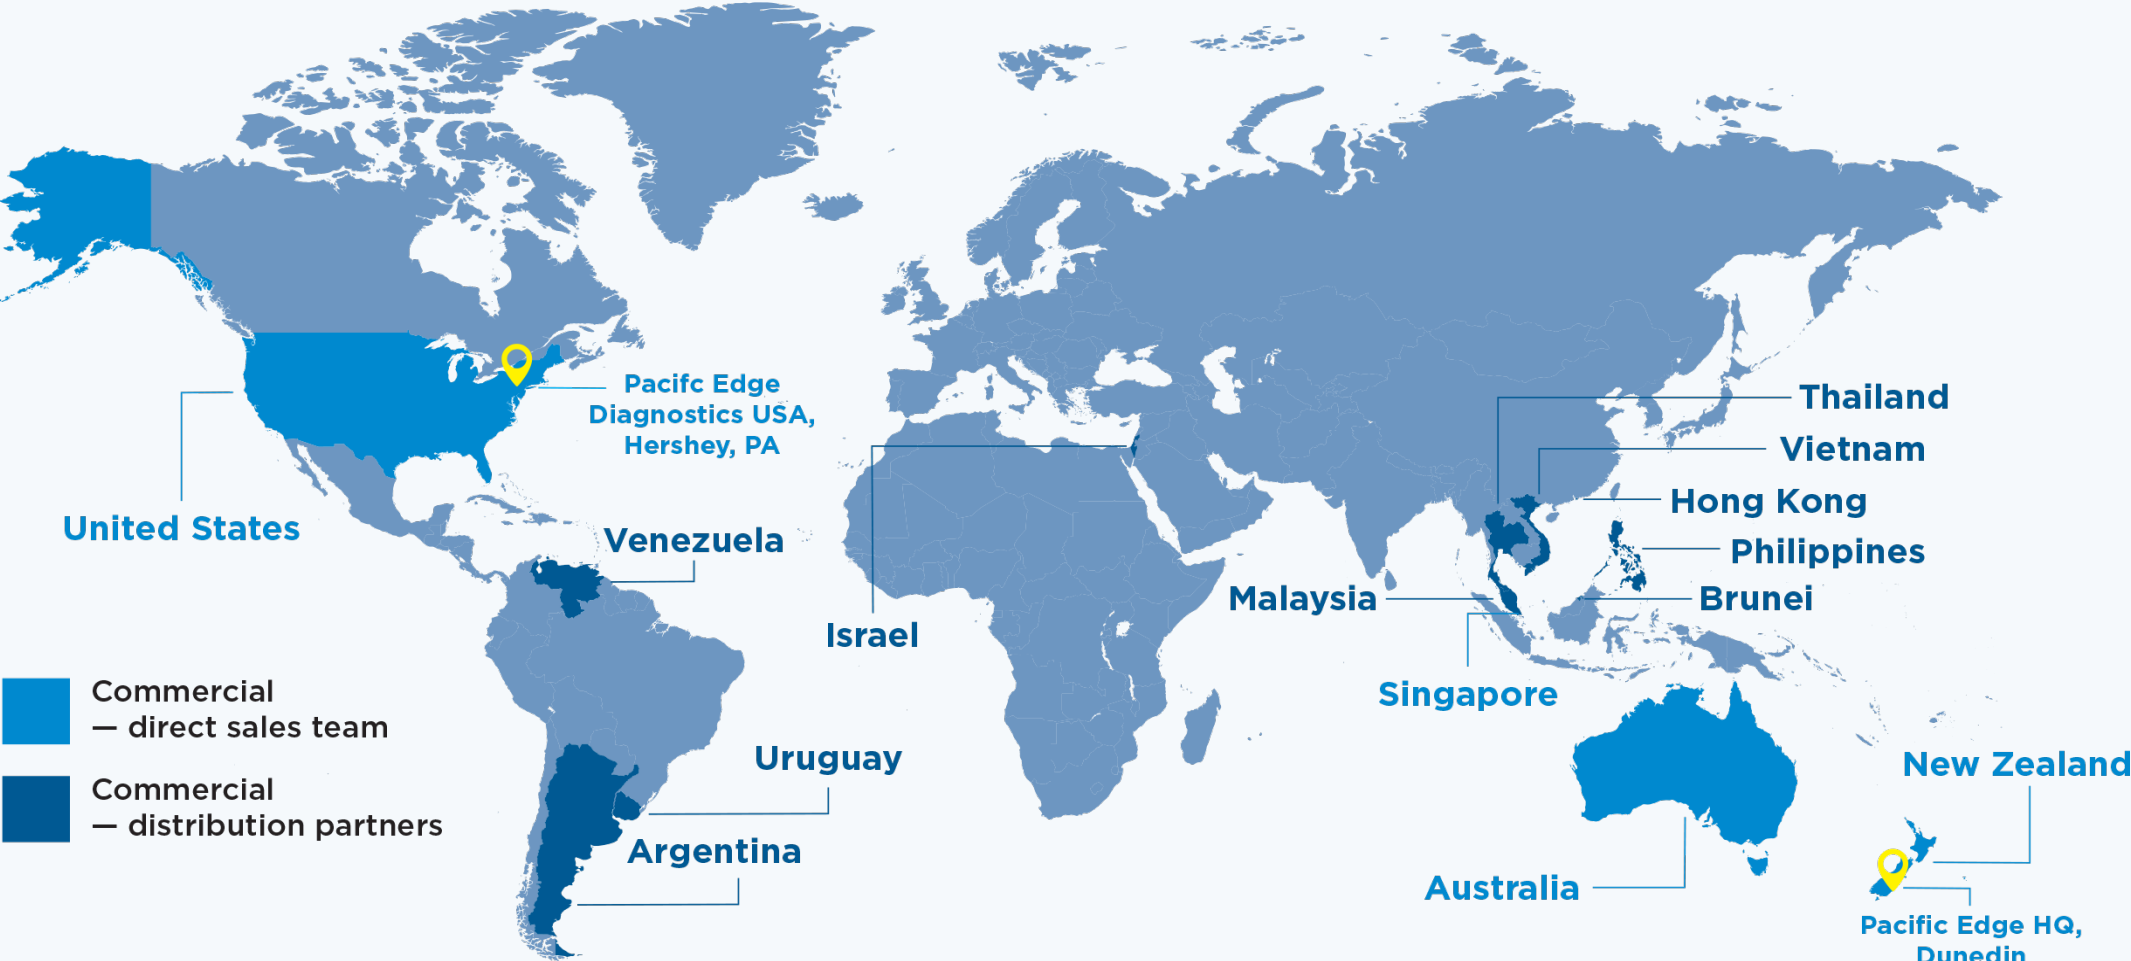 Thailand
Pacifc Edge
Diagnostics USA,
Hershey, PA
Vietnam
Hong Kong
United States
Venezuela
Philippines
Malaysia
Brunei
Israel
Singapore
Commercial
— direct sales team
Uruguay
New Zealand
Commercial
— distribution partners
Argentina
Australia
Pacific Edge HQ,
Dunedin